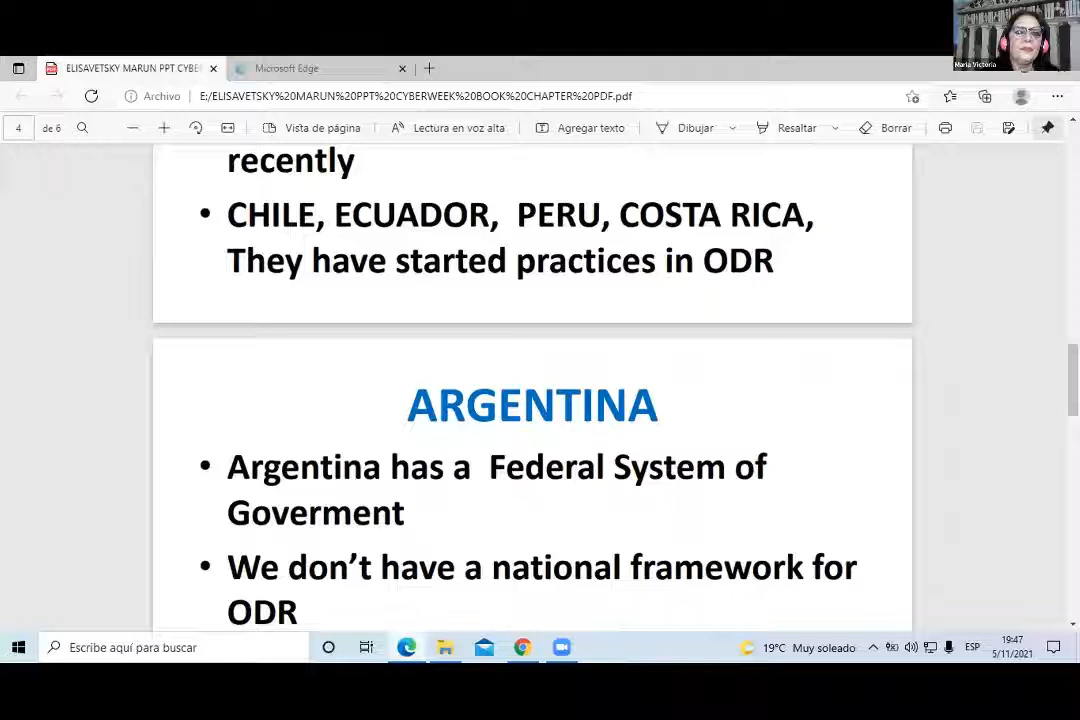 Maria Victoria
ELISAVETSKY MARUN PPT CYBER
Microsoft Edge
Archivo
E:/ELISAVETSKY%20MARUN%20PPT%20CYBERWEEK%20BOOK%20CHAPTER%20PDF.pdf
4 de 6 Vista de página Lectura en voz alta Agregar texto Dibujar Resaltar Borrar
recently
• CHILE, ECUADOR, PERU, COSTA RICA,
They have started practices in ODR
ARGENTINA
• Argentina has a Federal System of
Goverment
• We don’t have a national framework for
ODR
Escribe aquí para buscar
19°C Muy soleado
ESP
19:47
5/11/2021